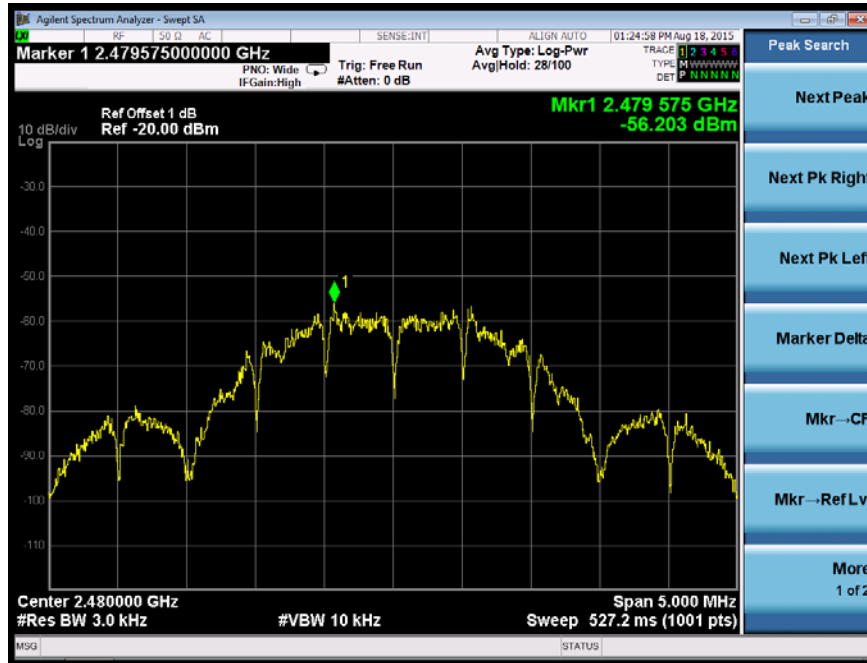 Agilent Spectrum Analyzer - Swept SA
LXI RF 50 Ω AC SENSE:INT ALIGN AUTO 01:24:58 PM Aug 18, 2015
Marker 1 2.479575000000 GHz
PNO: Wide
IFGain:High
Trig: Free Run
#Atten: 0 dB
Avg Type: Log-Pwr
Avg|Hold: 28/100
TRACE 1 2 3 4 5 6
TYPE M WWWWW
DET P N N N N N
Peak Search
Mkr1 2.479 575 GHz
-56.203 dBm
Ref Offset 1 dB
10 dB/div Ref -20.00 dBm
Log
-30.0
-40.0
-50.0
-60.0
-70.0
-80.0
-90.0
-100
-110
1
Center 2.480000 GHz
Span 5.000 MHz
#Res BW 3.0 kHz
#VBW 10 kHz
Sweep 527.2 ms (1001 pts)
MSG
STATUS
Next Peak
Next Pk Right
Next Pk Left
Marker Delta
Mkr→CF
Mkr→Ref Lv
More
1 of 2